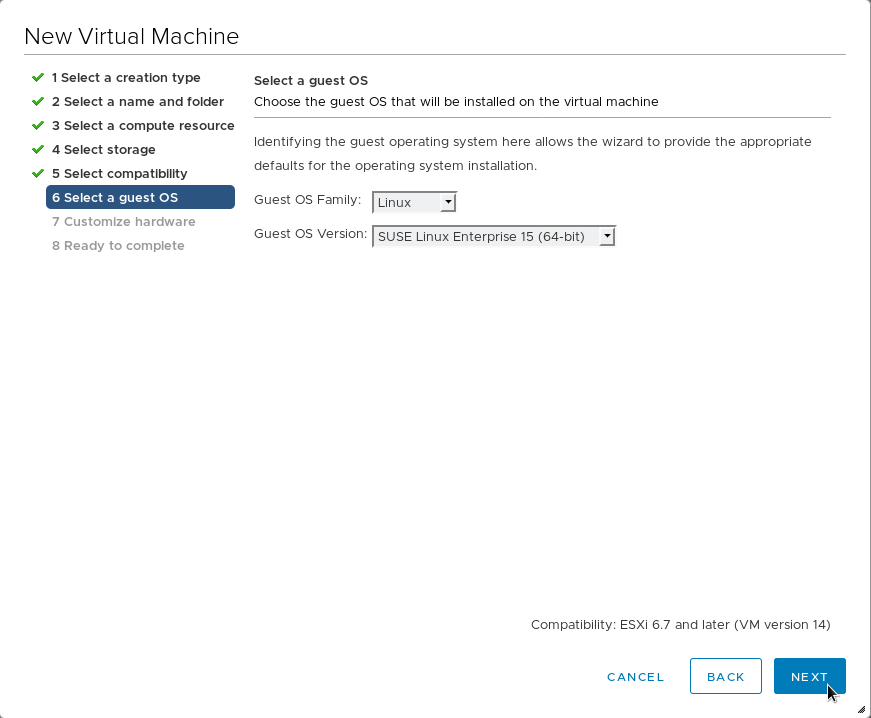 New Virtual Machine
1 Select a creation type
2 Select a name and folder
3 Select a compute resource
4 Select storage
5 Select compatibility
6 Select a guest OS
7 Customize hardware
8 Ready to complete
Select a guest OS
Choose the guest OS that will be installed on the virtual machine
Identifying the guest operating system here allows the wizard to provide the appropriate
defaults for the operating system installation.
Guest OS Family: Linux
Guest OS Version: SUSE Linux Enterprise 15 (64-bit)
Compatibility: ESXi 6.7 and later (VM version 14)
CANCEL BACK NEXT